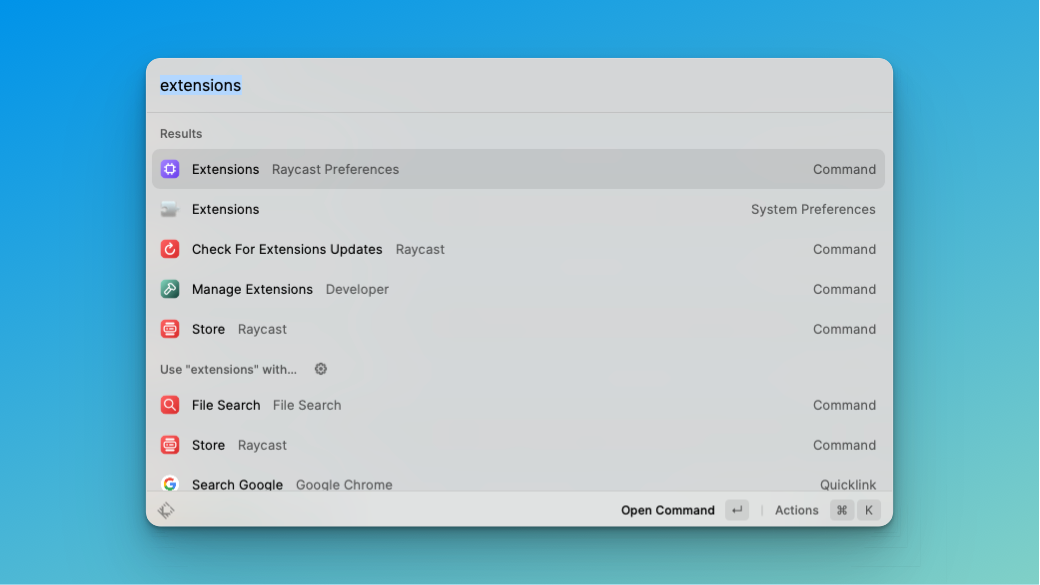 extensions
Results
Extensions Raycast Preferences Command
Extensions System Preferences
Check For Extensions Updates Raycast Command
Manage Extensions Developer Command
Store Raycast Command
Use "extensions" with...
File Search File Search Command
Store Raycast Command
Search Google Google Chrome Quicklink
Open Command ↵ Actions ⌘ K